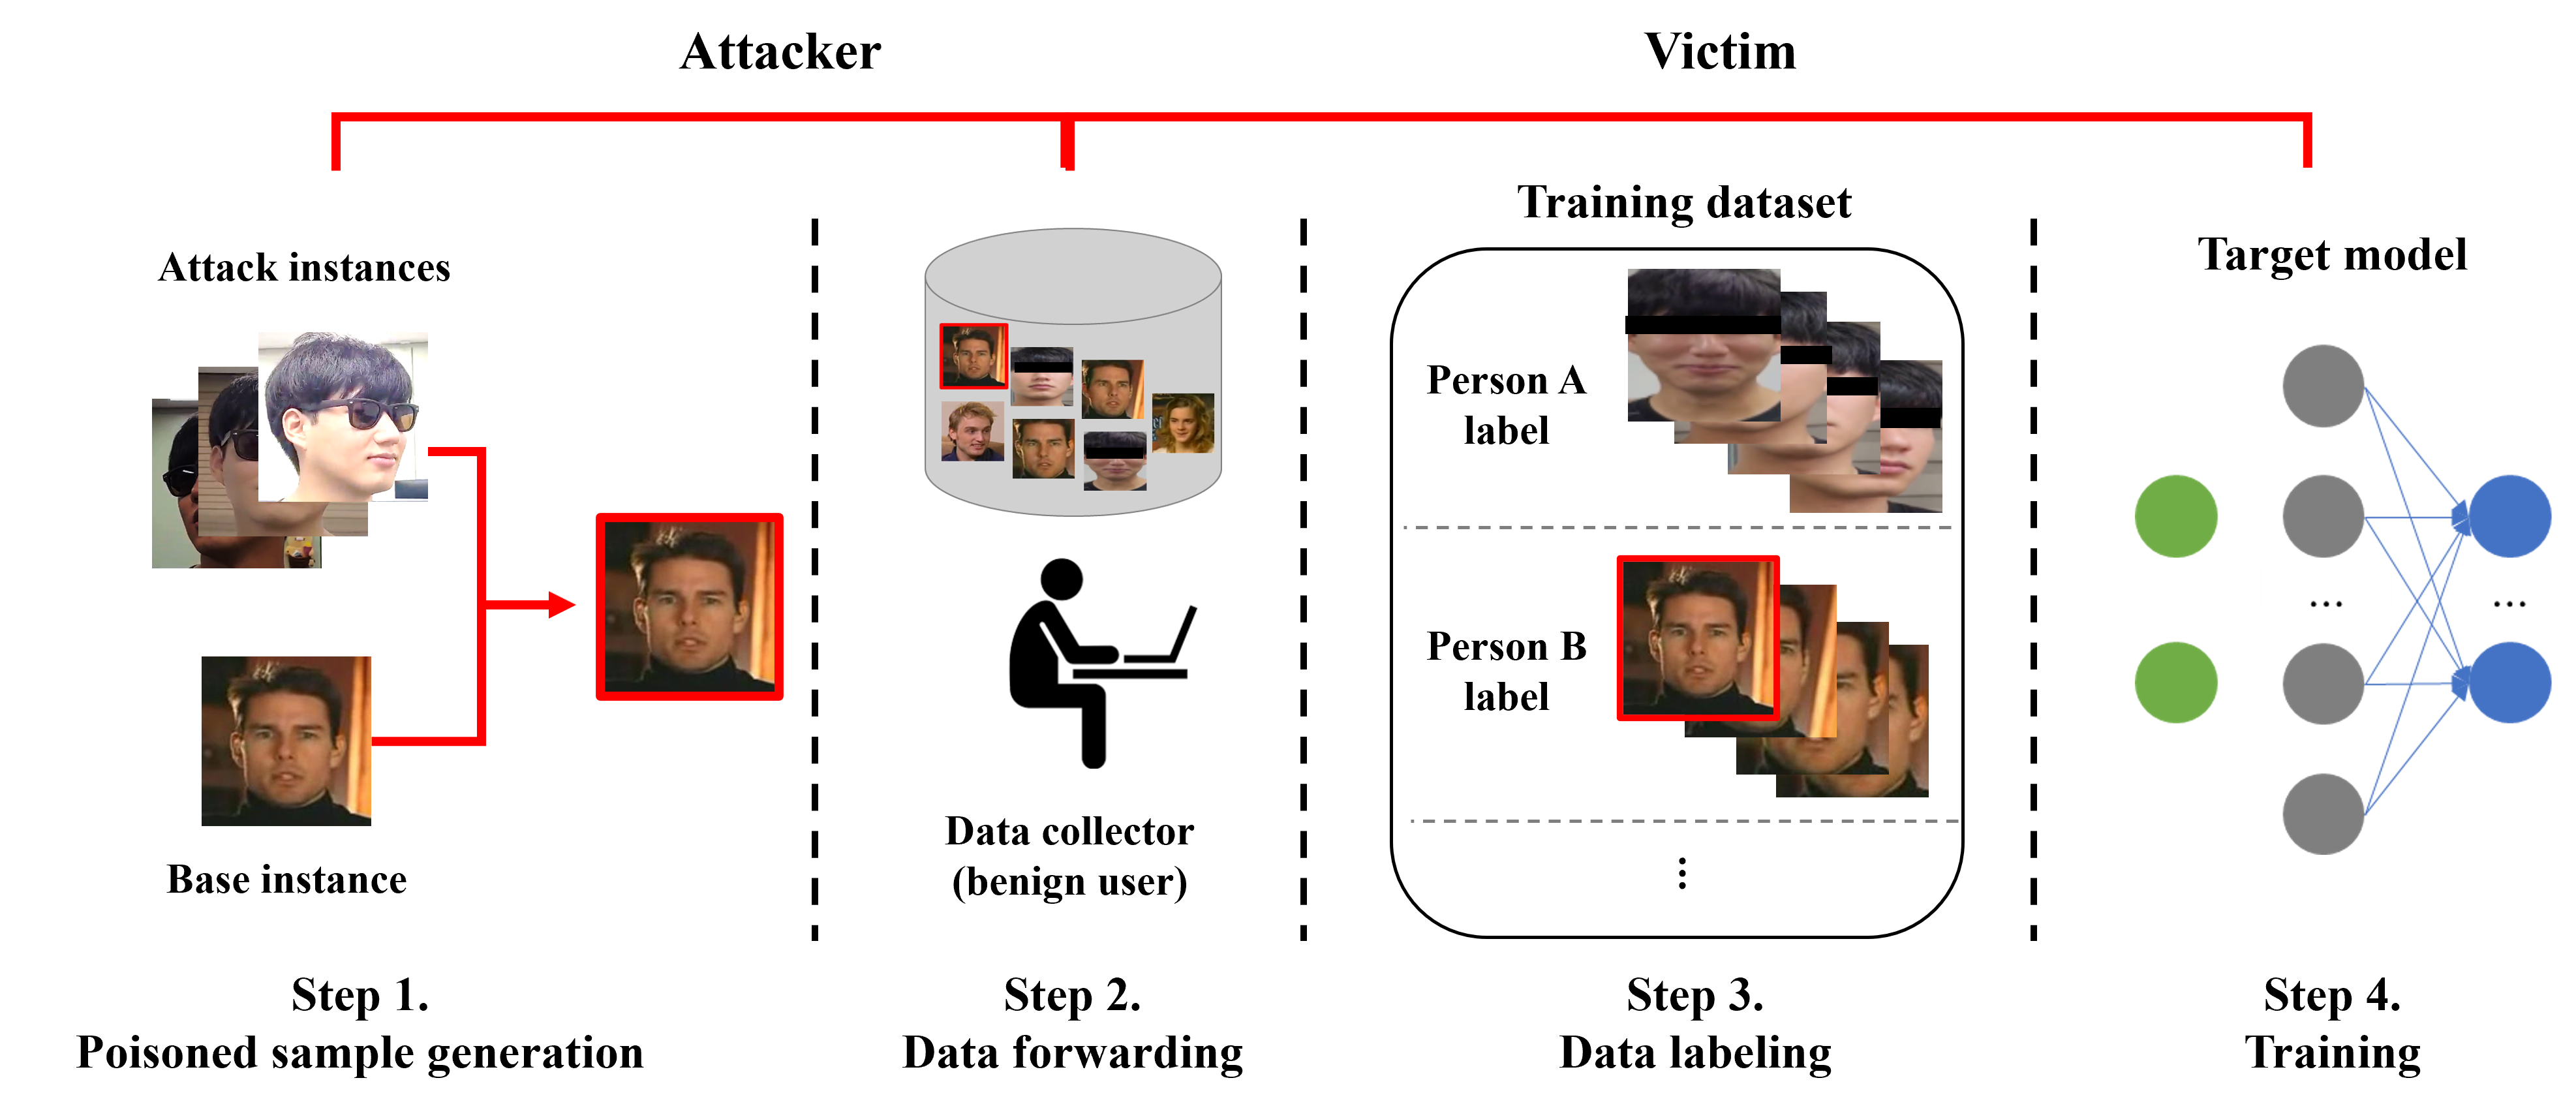 Attacker
Victim
Attack instances
Base instance
Step 1.
Poisoned sample generation
Data collector
(benign user)
Step 2.
Data forwarding
Training dataset
Person A
label
Person B
label
Step 3.
Data labeling
Target model
Step 4.
Training